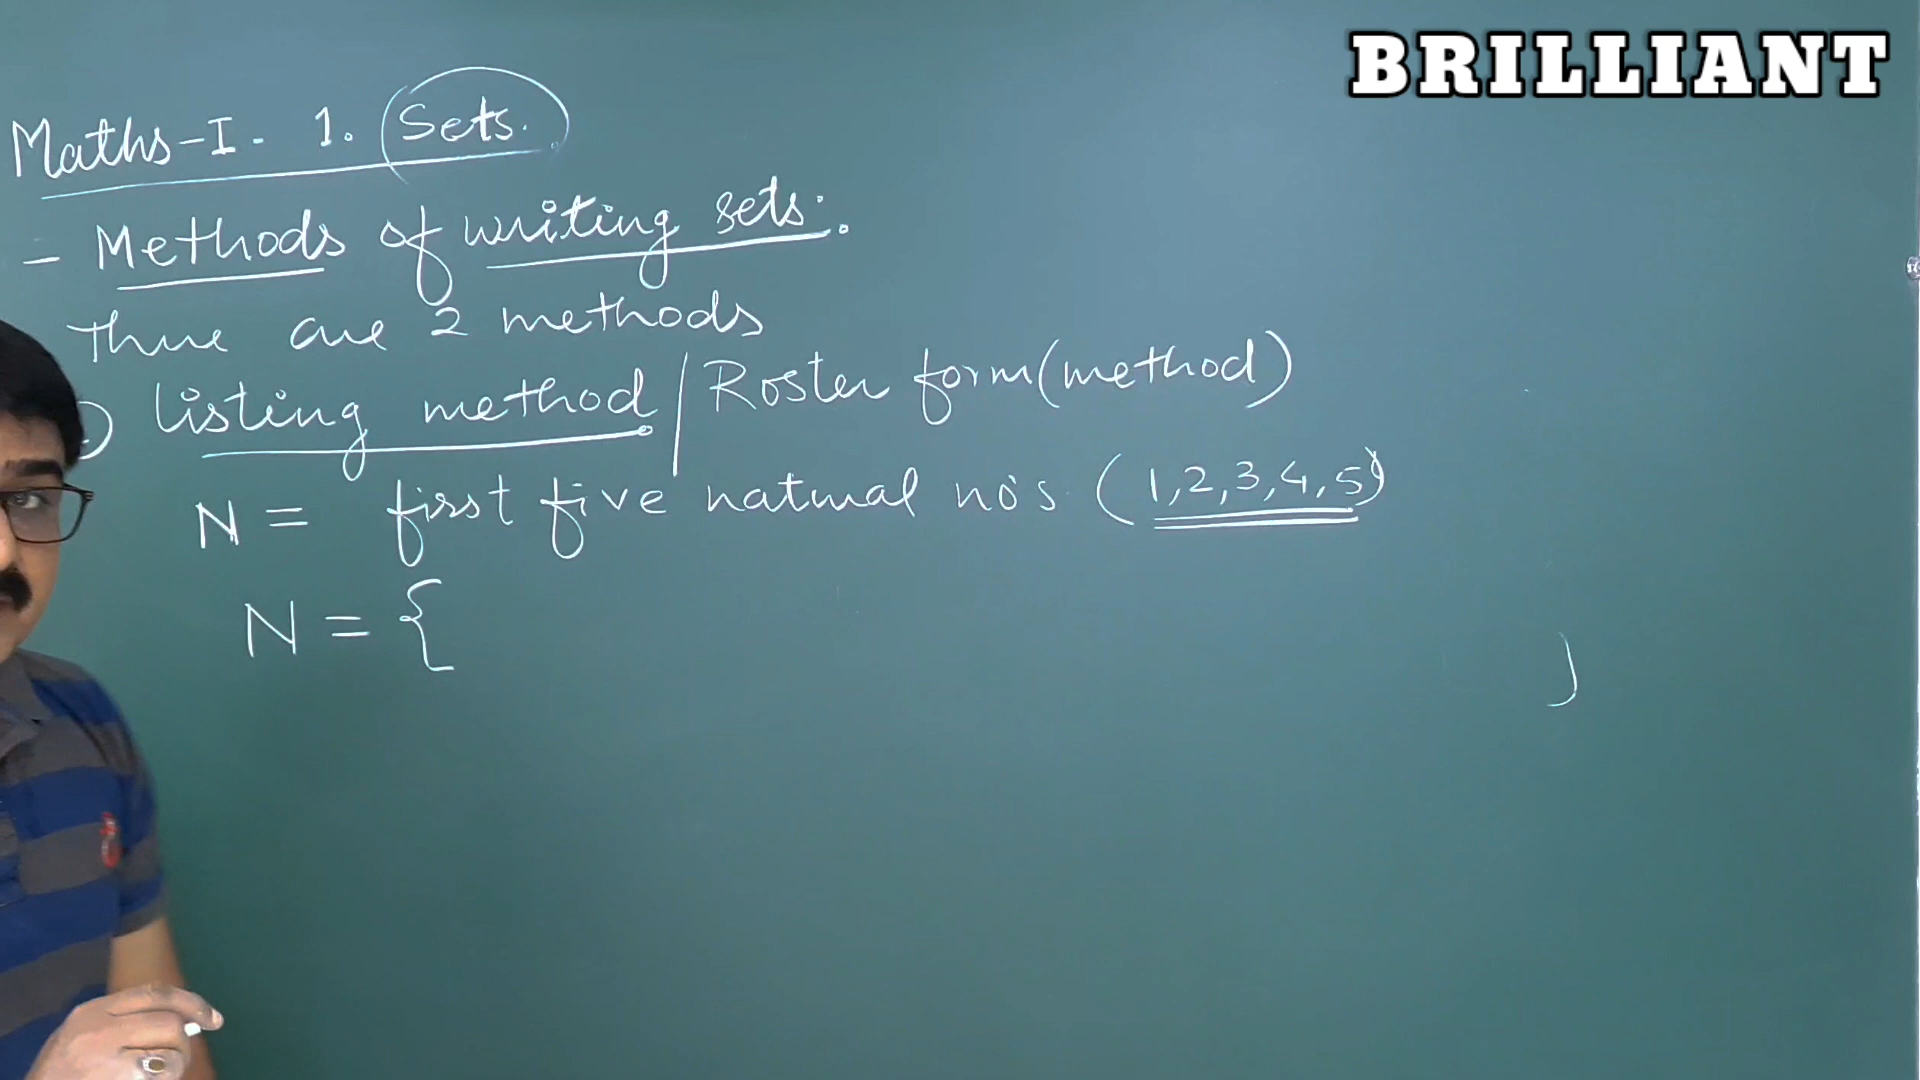 BRILLIANT
Maths-I. 1. Sets.
- Methods of writing sets.
There are 2 methods
) listing method / Roster form (method)
N = first five natural no's (1,2,3,4,5)
N = {